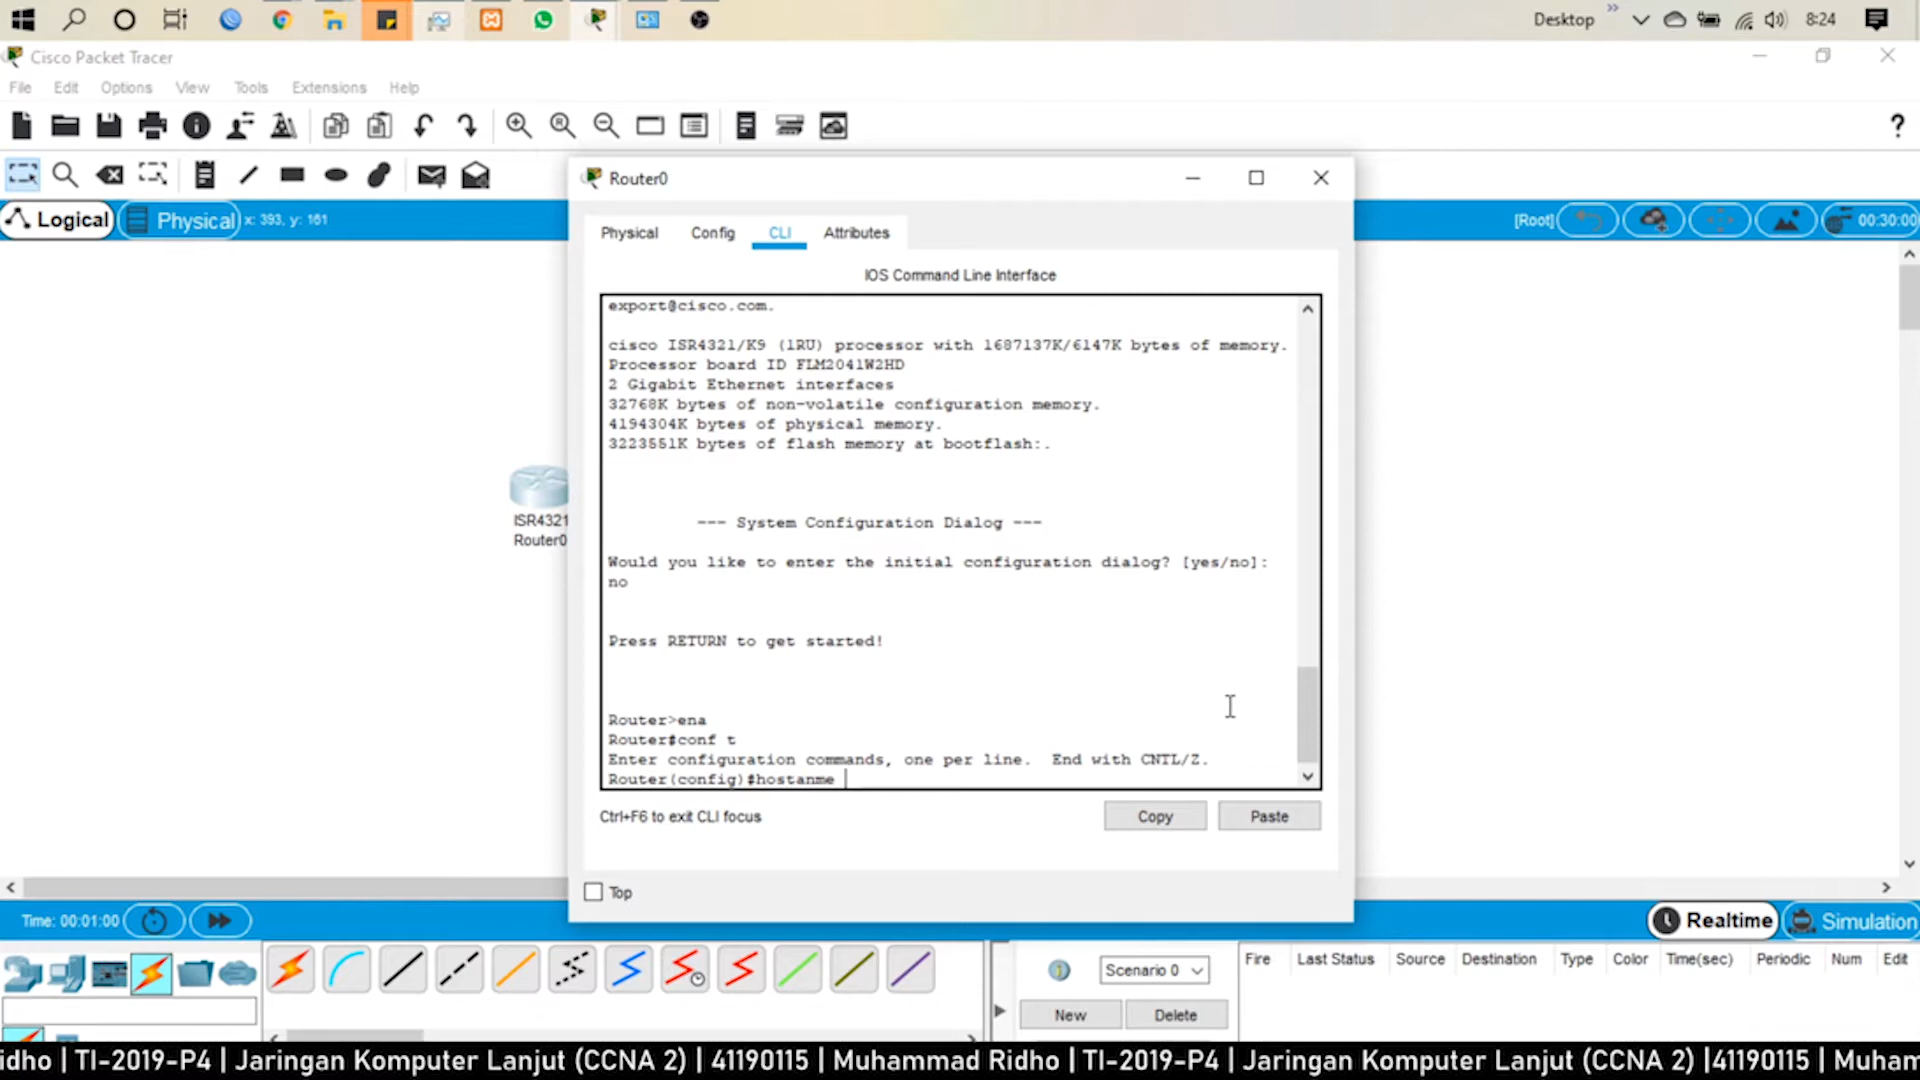 Desktop
8:24
Cisco Packet Tracer
File Edit Options View Tools Extensions Help
Logical Physical x: 393, y: 161
[Root] 00:30:00
Router0
Physical Config CLI Attributes
IOS Command Line Interface
export@cisco.com.
cisco ISR4321/K9 (1RU) processor with 1687137K/6147K bytes of memory.
Processor board ID FLM2041W2HD
2 Gigabit Ethernet interfaces
32768K bytes of non-volatile configuration memory.
4194304K bytes of physical memory.
3223551K bytes of flash memory at bootflash:.
--- System Configuration Dialog ---
Would you like to enter the initial configuration dialog? [yes/no]:
no
Press RETURN to get started!
Router>ena
Router#conf t
Enter configuration commands, one per line. End with CNTL/Z.
Router(config)#hostanme
ISR4321
Router0
Ctrl+F6 to exit CLI focus
Copy Paste
Top
Time: 00:01:00
Realtime Simulation
Scenario 0
New Delete
Fire Last Status Source Destination Type Color Time(sec) Periodic Num Edit
idho | TI-2019-P4 | Jaringan Komputer Lanjut (CCNA 2) | 41190115 | Muhammad Ridho | TI-2019-P4 | Jaringan Komputer Lanjut (CCNA 2) |41190115 | Muham